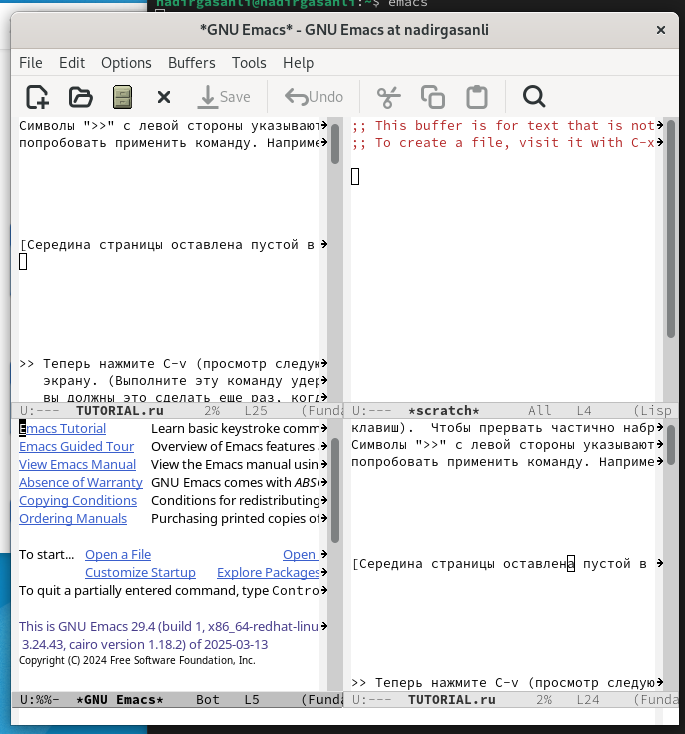 nadirgasanli@nadirgasanli:~$ emacs
*GNU Emacs* - GNU Emacs at nadirgasanli
File Edit Options Buffers Tools Help
Save Undo
Символы ">>" с левой стороны указывают
попробовать применить команду. Наприме
[Середина страницы оставлена пустой в
>> Теперь нажмите C-v (просмотр следую
экрану. (Выполните эту команду удер
вы должны это сделать еще раз, когд
U:--- TUTORIAL.ru 2% L25 (Funda
;; This buffer is for text that is not
;; To create a file, visit it with C-x
U:--- *scratch* All L4 (Lisp
Emacs Tutorial Learn basic keystroke comm
Emacs Guided Tour Overview of Emacs features
View Emacs Manual View the Emacs manual usin
Absence of Warranty GNU Emacs comes with ABS
Copying Conditions Conditions for redistributing
Ordering Manuals Purchasing printed copies of
To start... Open a File Open
Customize Startup Explore Packages
To quit a partially entered command, type Contro
This is GNU Emacs 29.4 (build 1, x86_64-redhat-linu
3.24.43, cairo version 1.18.2) of 2025-03-13
Copyright (C) 2024 Free Software Foundation, Inc.
U:%%- *GNU Emacs* Bot L5 (Funda
клавиш). Чтобы прервать частично набр
Символы ">>" с левой стороны указывают
попробовать применить команду. Наприме
[Середина страницы оставлена пустой в
>> Теперь нажмите C-v (просмотр следую
U:--- TUTORIAL.ru 2% L24 (Funda